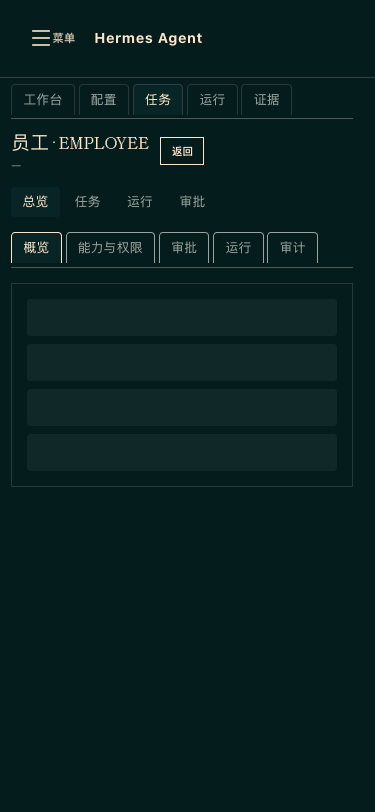 菜单 Hermes Agent
工作台 配置 任务 运行 证据
员工 · EMPLOYEE 返回
—
总览 任务 运行 审批
概览 能力与权限 审批 运行 审计